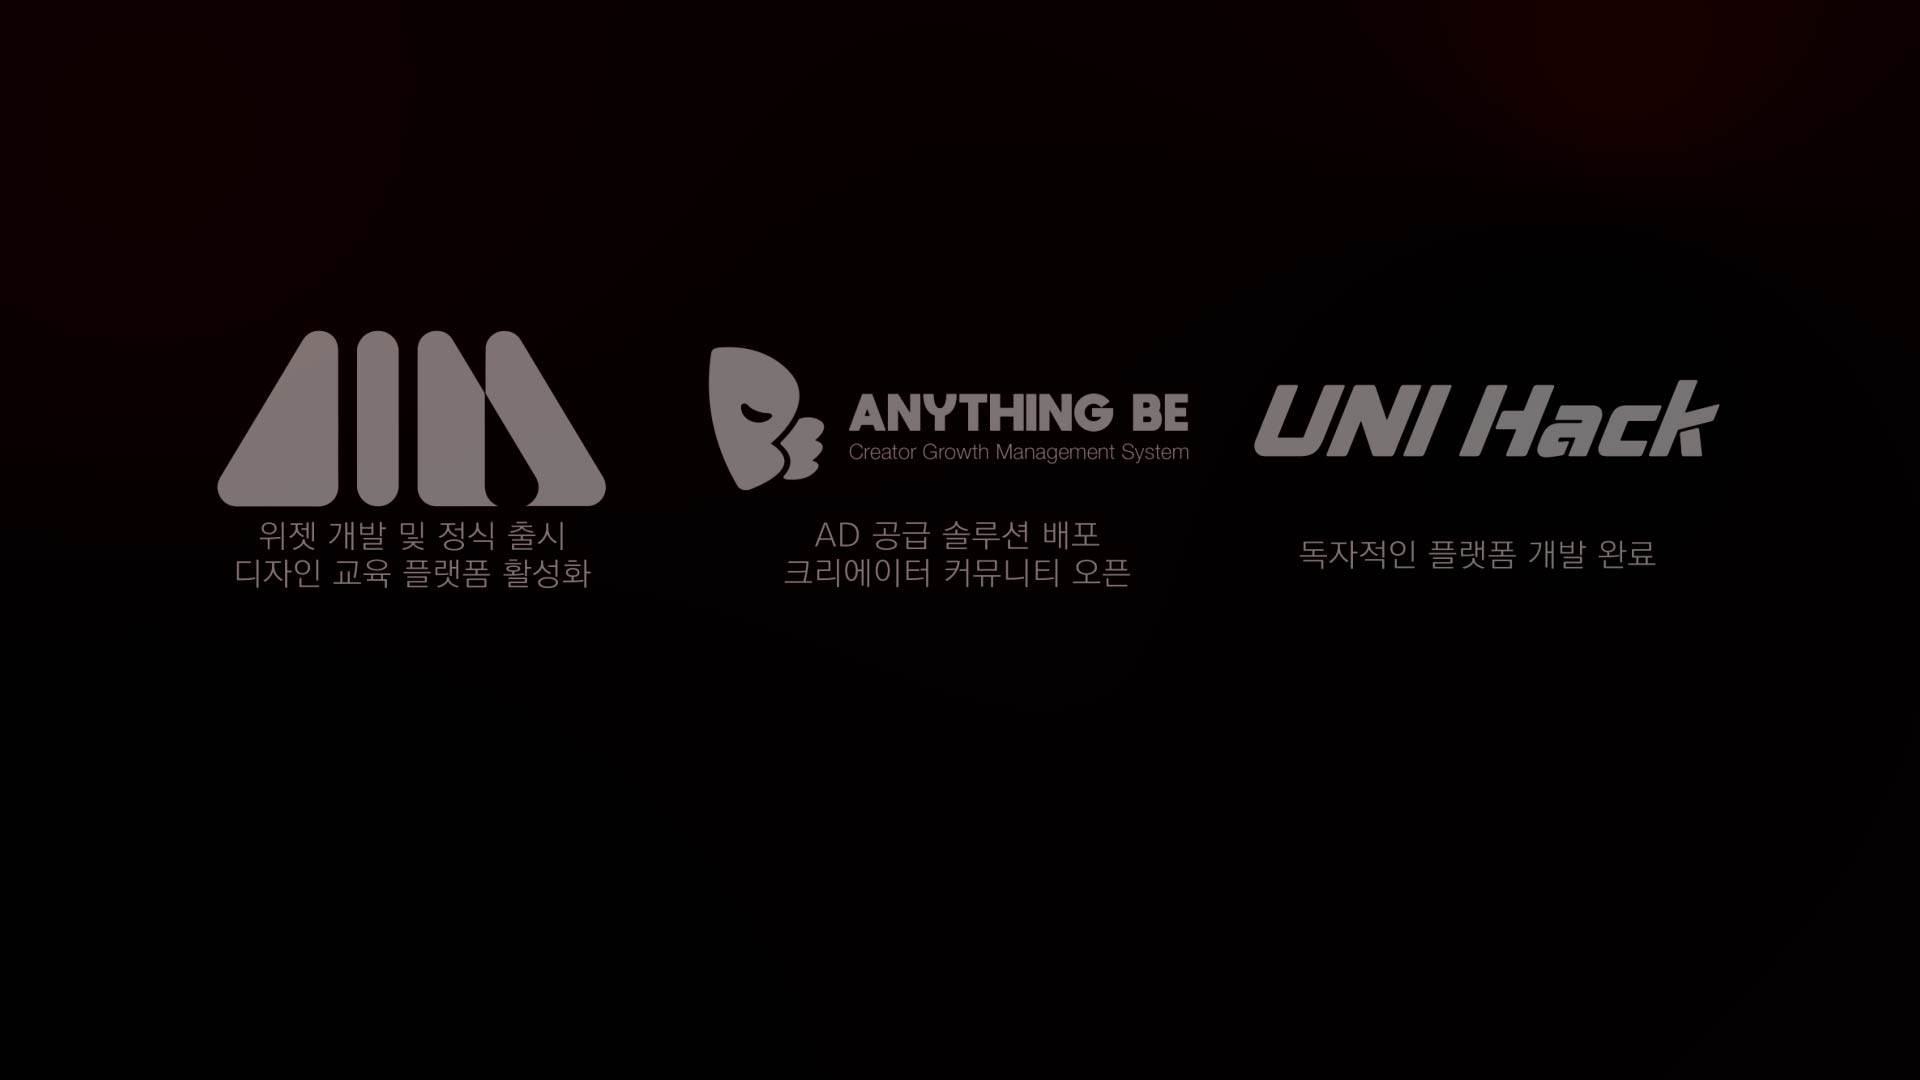 위젯 개발 및 정식 출시
디자인 교육 플랫폼 활성화
ANYTHING BE
Creator Growth Management System
AD 공급 솔루션 배포
크리에이터 커뮤니티 오픈
UNI Hack
독자적인 플랫폼 개발 완료